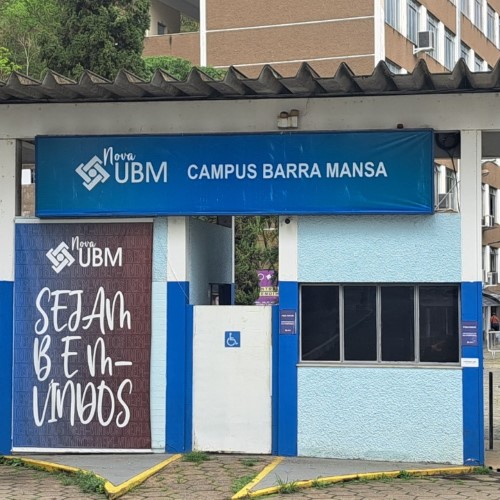 Nova
UBM
CAMPUS BARRA MANSA
Nova
UBM
SEJAM
BEM-
VINDOS